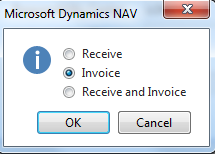 Microsoft Dynamics NAV
Receive
Invoice
Receive and Invoice
OK Cancel